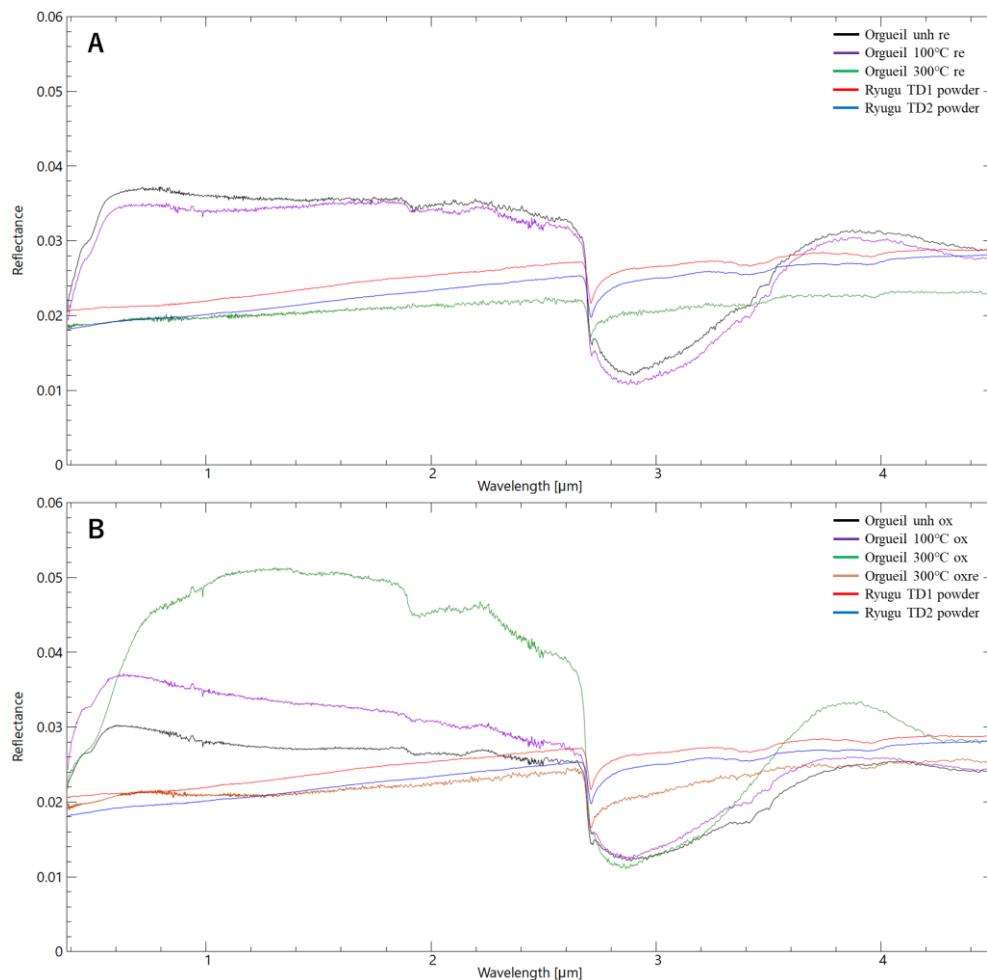 A
Orgueil unh re
Orgueil 100°C re
Orgueil 300°C re
Ryugu TD1 powder
Ryugu TD2 powder
0.06
0.05
0.04
0.03
0.02
0.01
0
Reflectance
1 2 3 4
Wavelength [μm]
B
Orgueil unh ox
Orgueil 100°C ox
Orgueil 300°C ox
Orgueil 300°C oxre
Ryugu TD1 powder
Ryugu TD2 powder
0.06
0.05
0.04
0.03
0.02
0.01
0
Reflectance
1 2 3 4
Wavelength [μm]